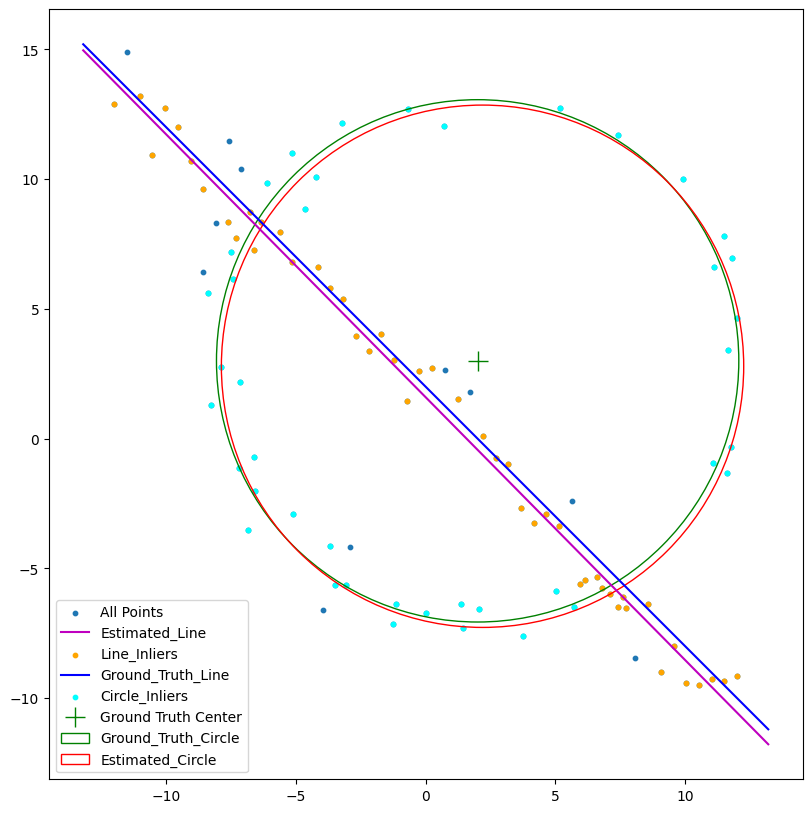 15
10
5
0
−5
−10
All Points
Estimated_Line
Line_Inliers
Ground_Truth_Line
Circle_Inliers
Ground Truth Center
Ground_Truth_Circle
Estimated_Circle
−10 −5 0 5 10